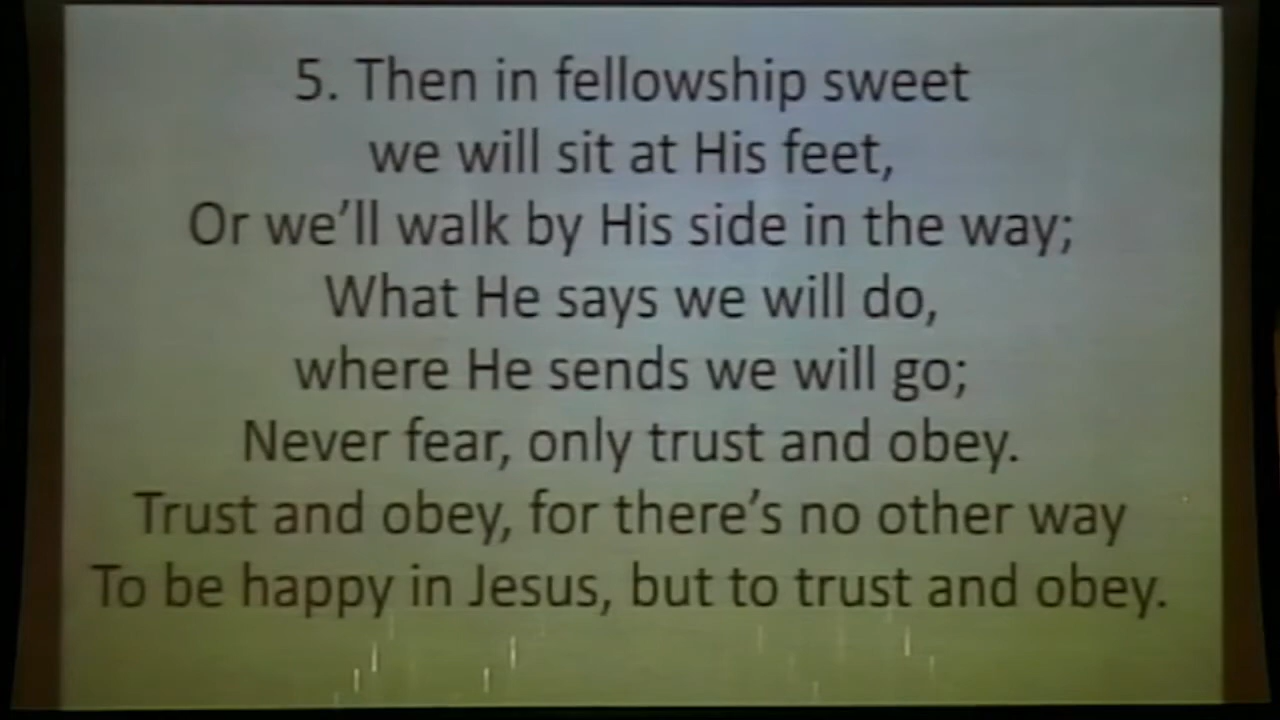 5. Then in fellowship sweet
we will sit at His feet,
Or we’ll walk by His side in the way;
What He says we will do,
where He sends we will go;
Never fear, only trust and obey.
Trust and obey, for there’s no other way
To be happy in Jesus, but to trust and obey.